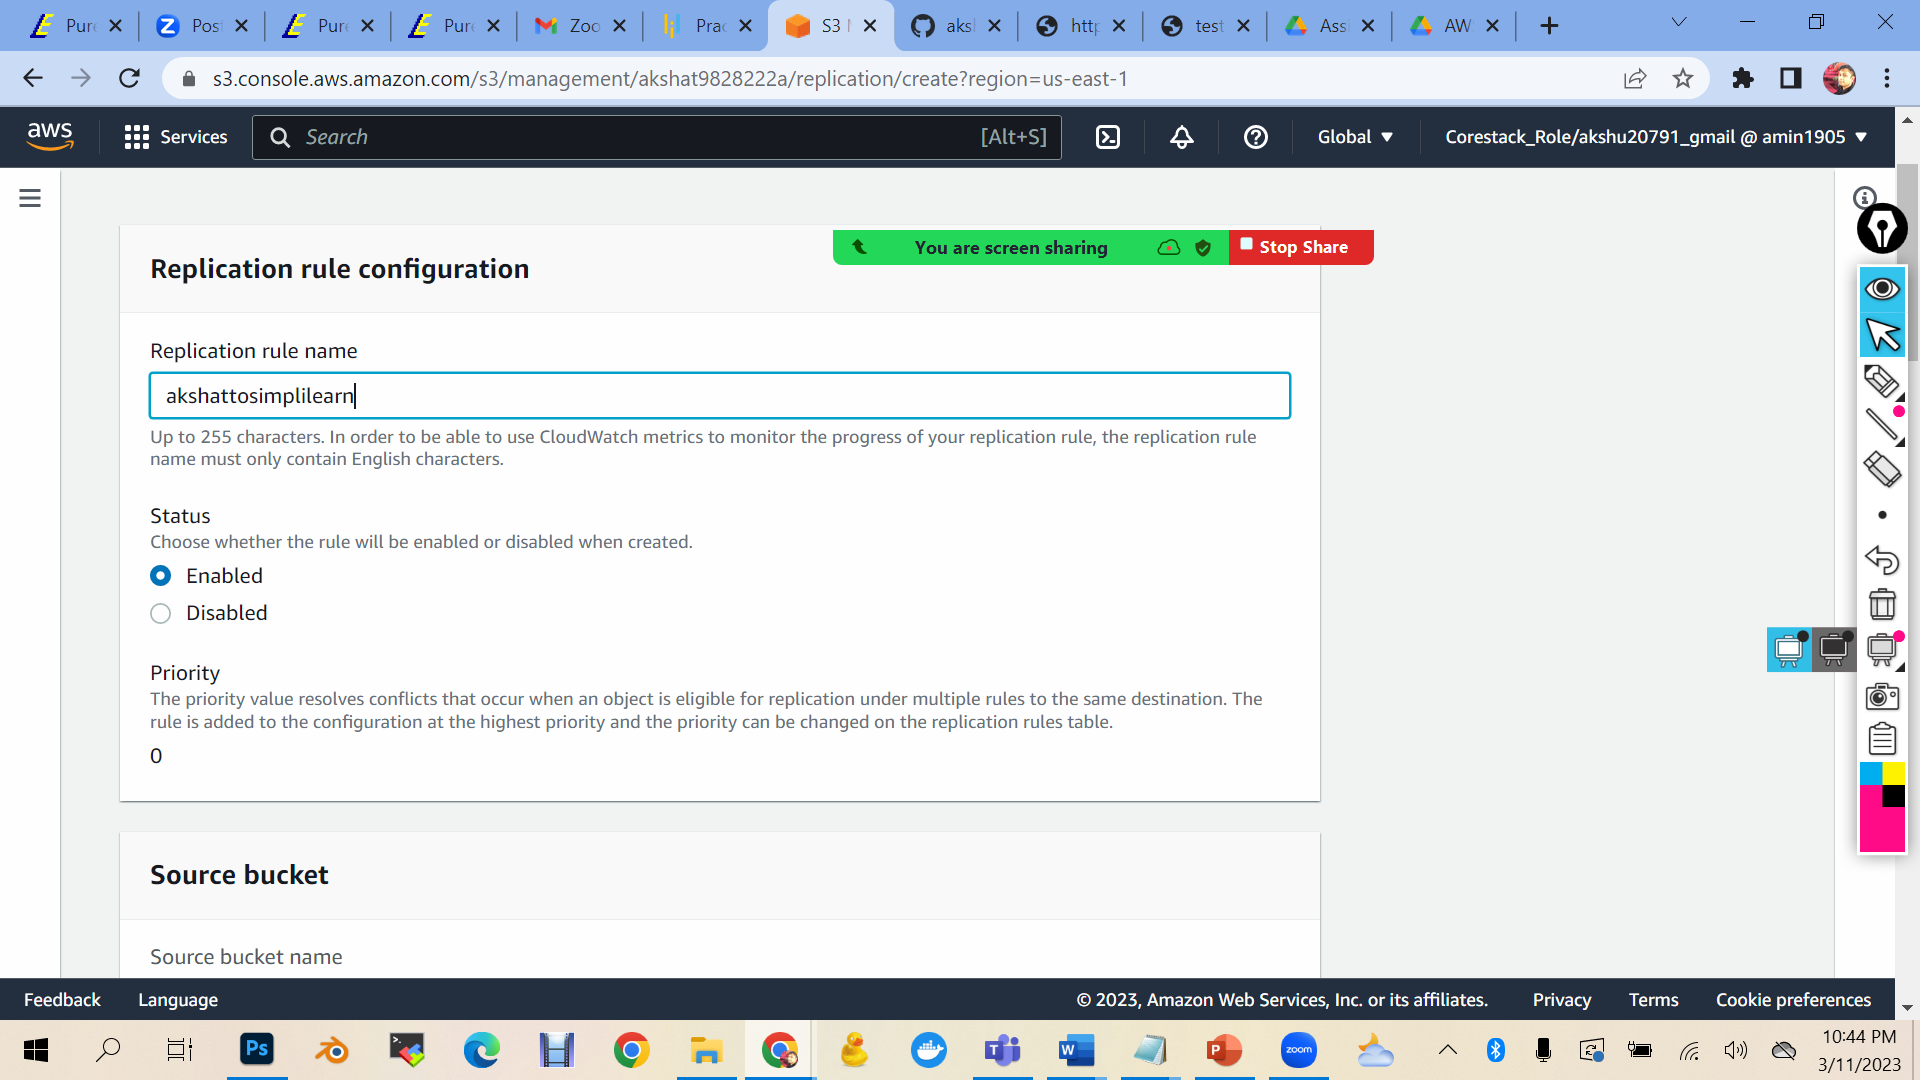 Pur
Post
Pur
Pur
Zoo
Prac
S3 M
aksl
http
test
Ass
AW
s3.console.aws.amazon.com/s3/management/akshat9828222a/replication/create?region=us-east-1
aws
Services
Search
[Alt+S]
Global
Corestack_Role/akshu20791_gmail @ amin1905
You are screen sharing
Stop Share
Replication rule configuration
Replication rule name
akshattosimplilearn
Up to 255 characters. In order to be able to use CloudWatch metrics to monitor the progress of your replication rule, the replication rule
name must only contain English characters.
Status
Choose whether the rule will be enabled or disabled when created.
Enabled
Disabled
Priority
The priority value resolves conflicts that occur when an object is eligible for replication under multiple rules to the same destination. The
rule is added to the configuration at the highest priority and the priority can be changed on the replication rules table.
0
Source bucket
Source bucket name
Feedback
Language
© 2023, Amazon Web Services, Inc. or its affiliates.
Privacy
Terms
Cookie preferences
Ps
zoom
10:44 PM
3/11/2023